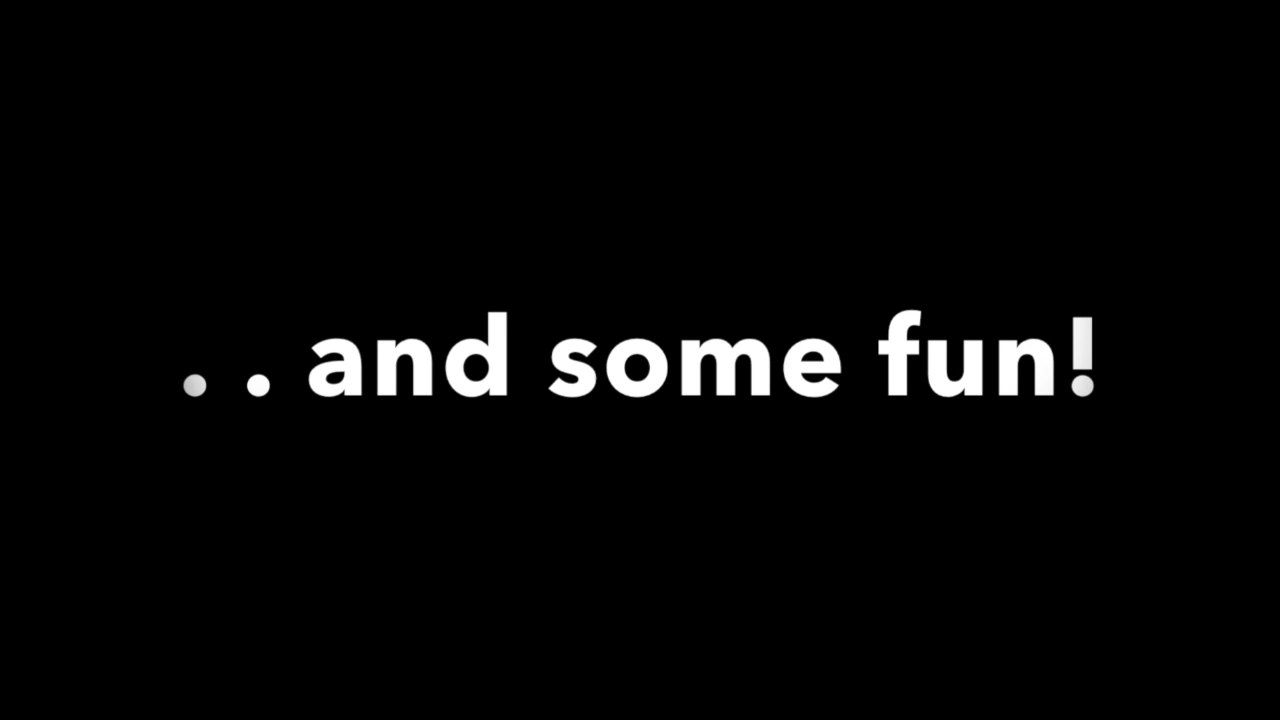 . . and some fun!